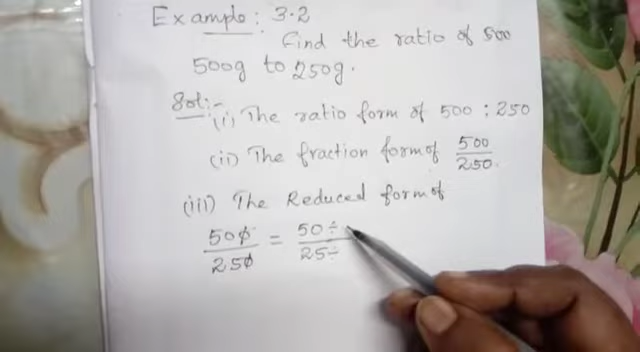 Example: 3.2
Find the ratio of 500
500g to 250g.
Sol:-
(i) The ratio form of 500 : 250
(ii) The fraction form of 500/250.
(iii) The Reduced form of
500/250 = 50÷/25÷